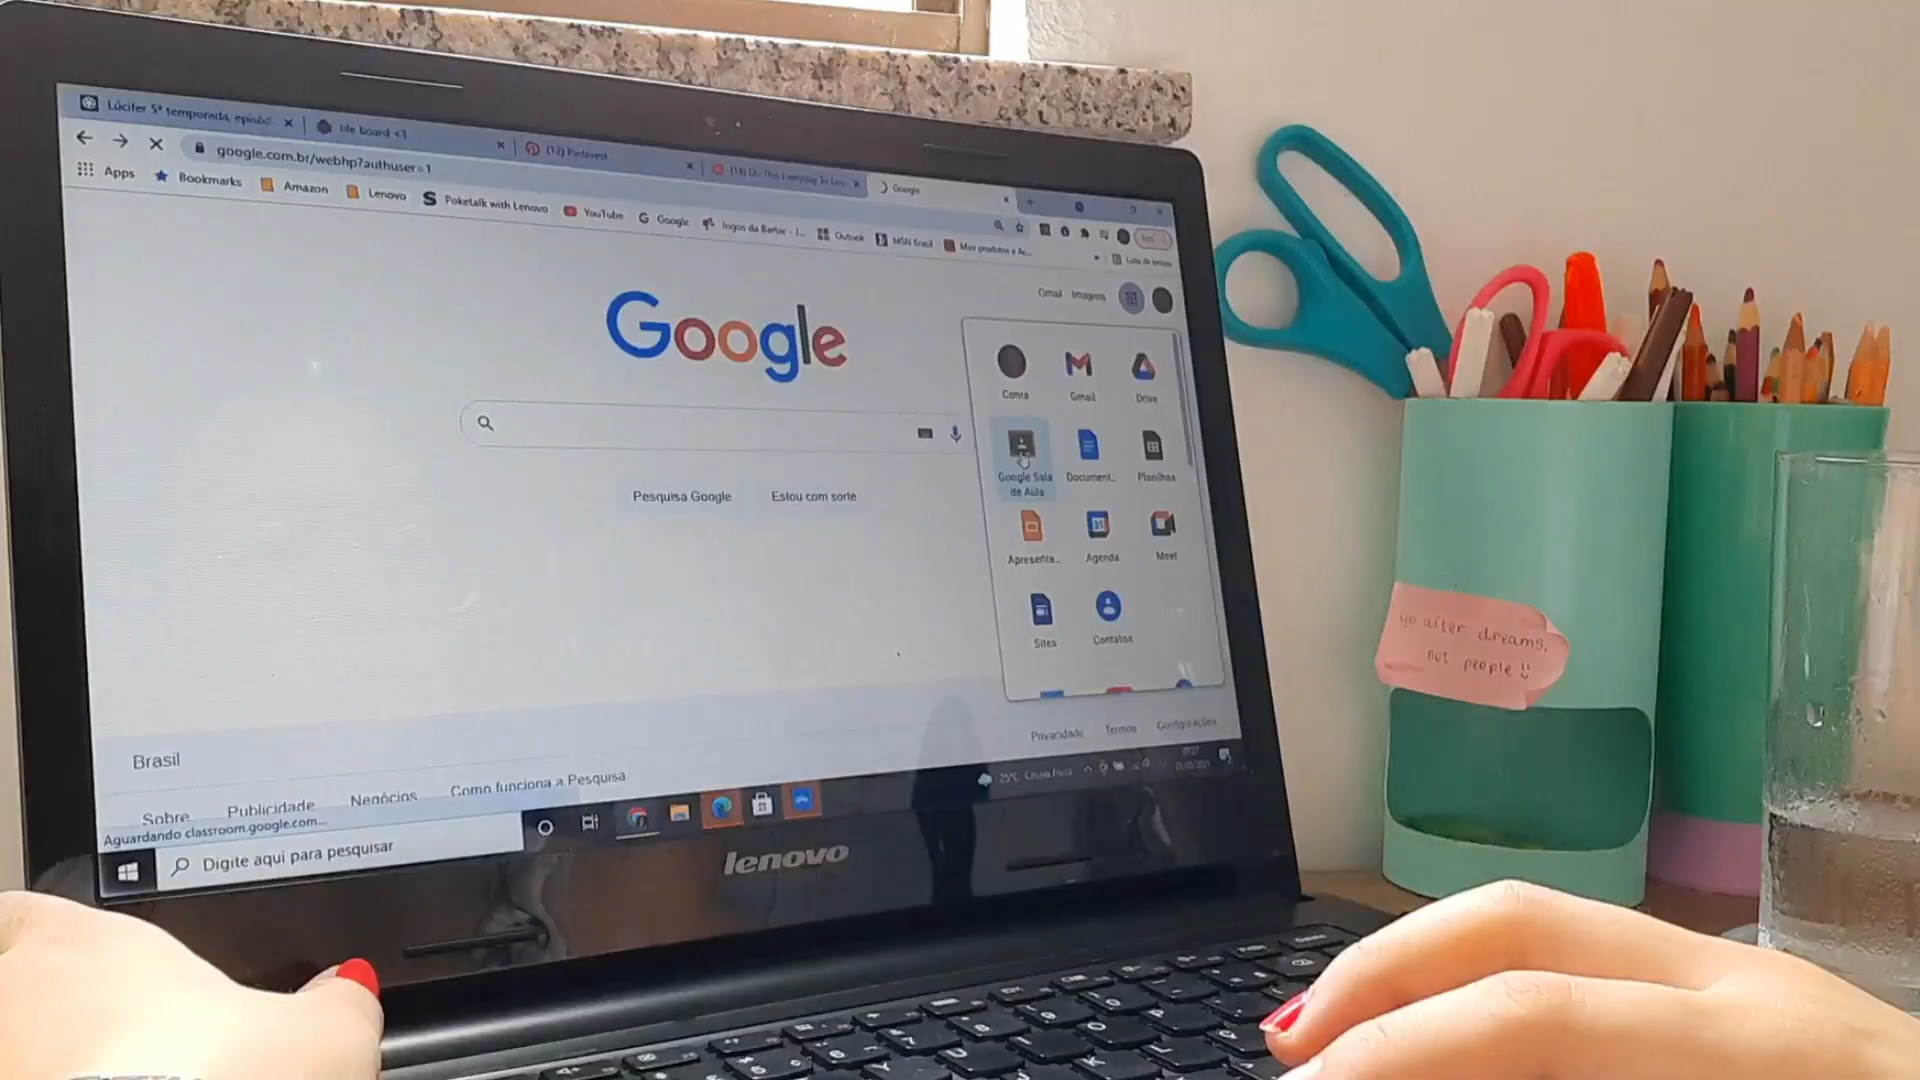 Lúcifer 5ª temporada, episód
life board <3
(12) Pinterest
Google
google.com.br/webhp?authuser=1
Apps
Bookmarks
Amazon
Lenovo
Poketalk with Lenovo
YouTube
Google
Jogos da Barbie - J...
Outlook
MSN Brasil
Lista de leitura
Gmail
Imagens
Google
Conta
Gmail
Drive
Google Sala
de Aula
Document...
Planilhas
Apresenta...
Agenda
Meet
Sites
Contatos
Pesquisa Google
Estou com sorte
Brasil
Sobre
Publicidade
Negócios
Como funciona a Pesquisa
Privacidade
Termos
Configurações
Aguardando classroom.google.com...
Digite aqui para pesquisar
25°C
lenovo
go after dreams,
not people